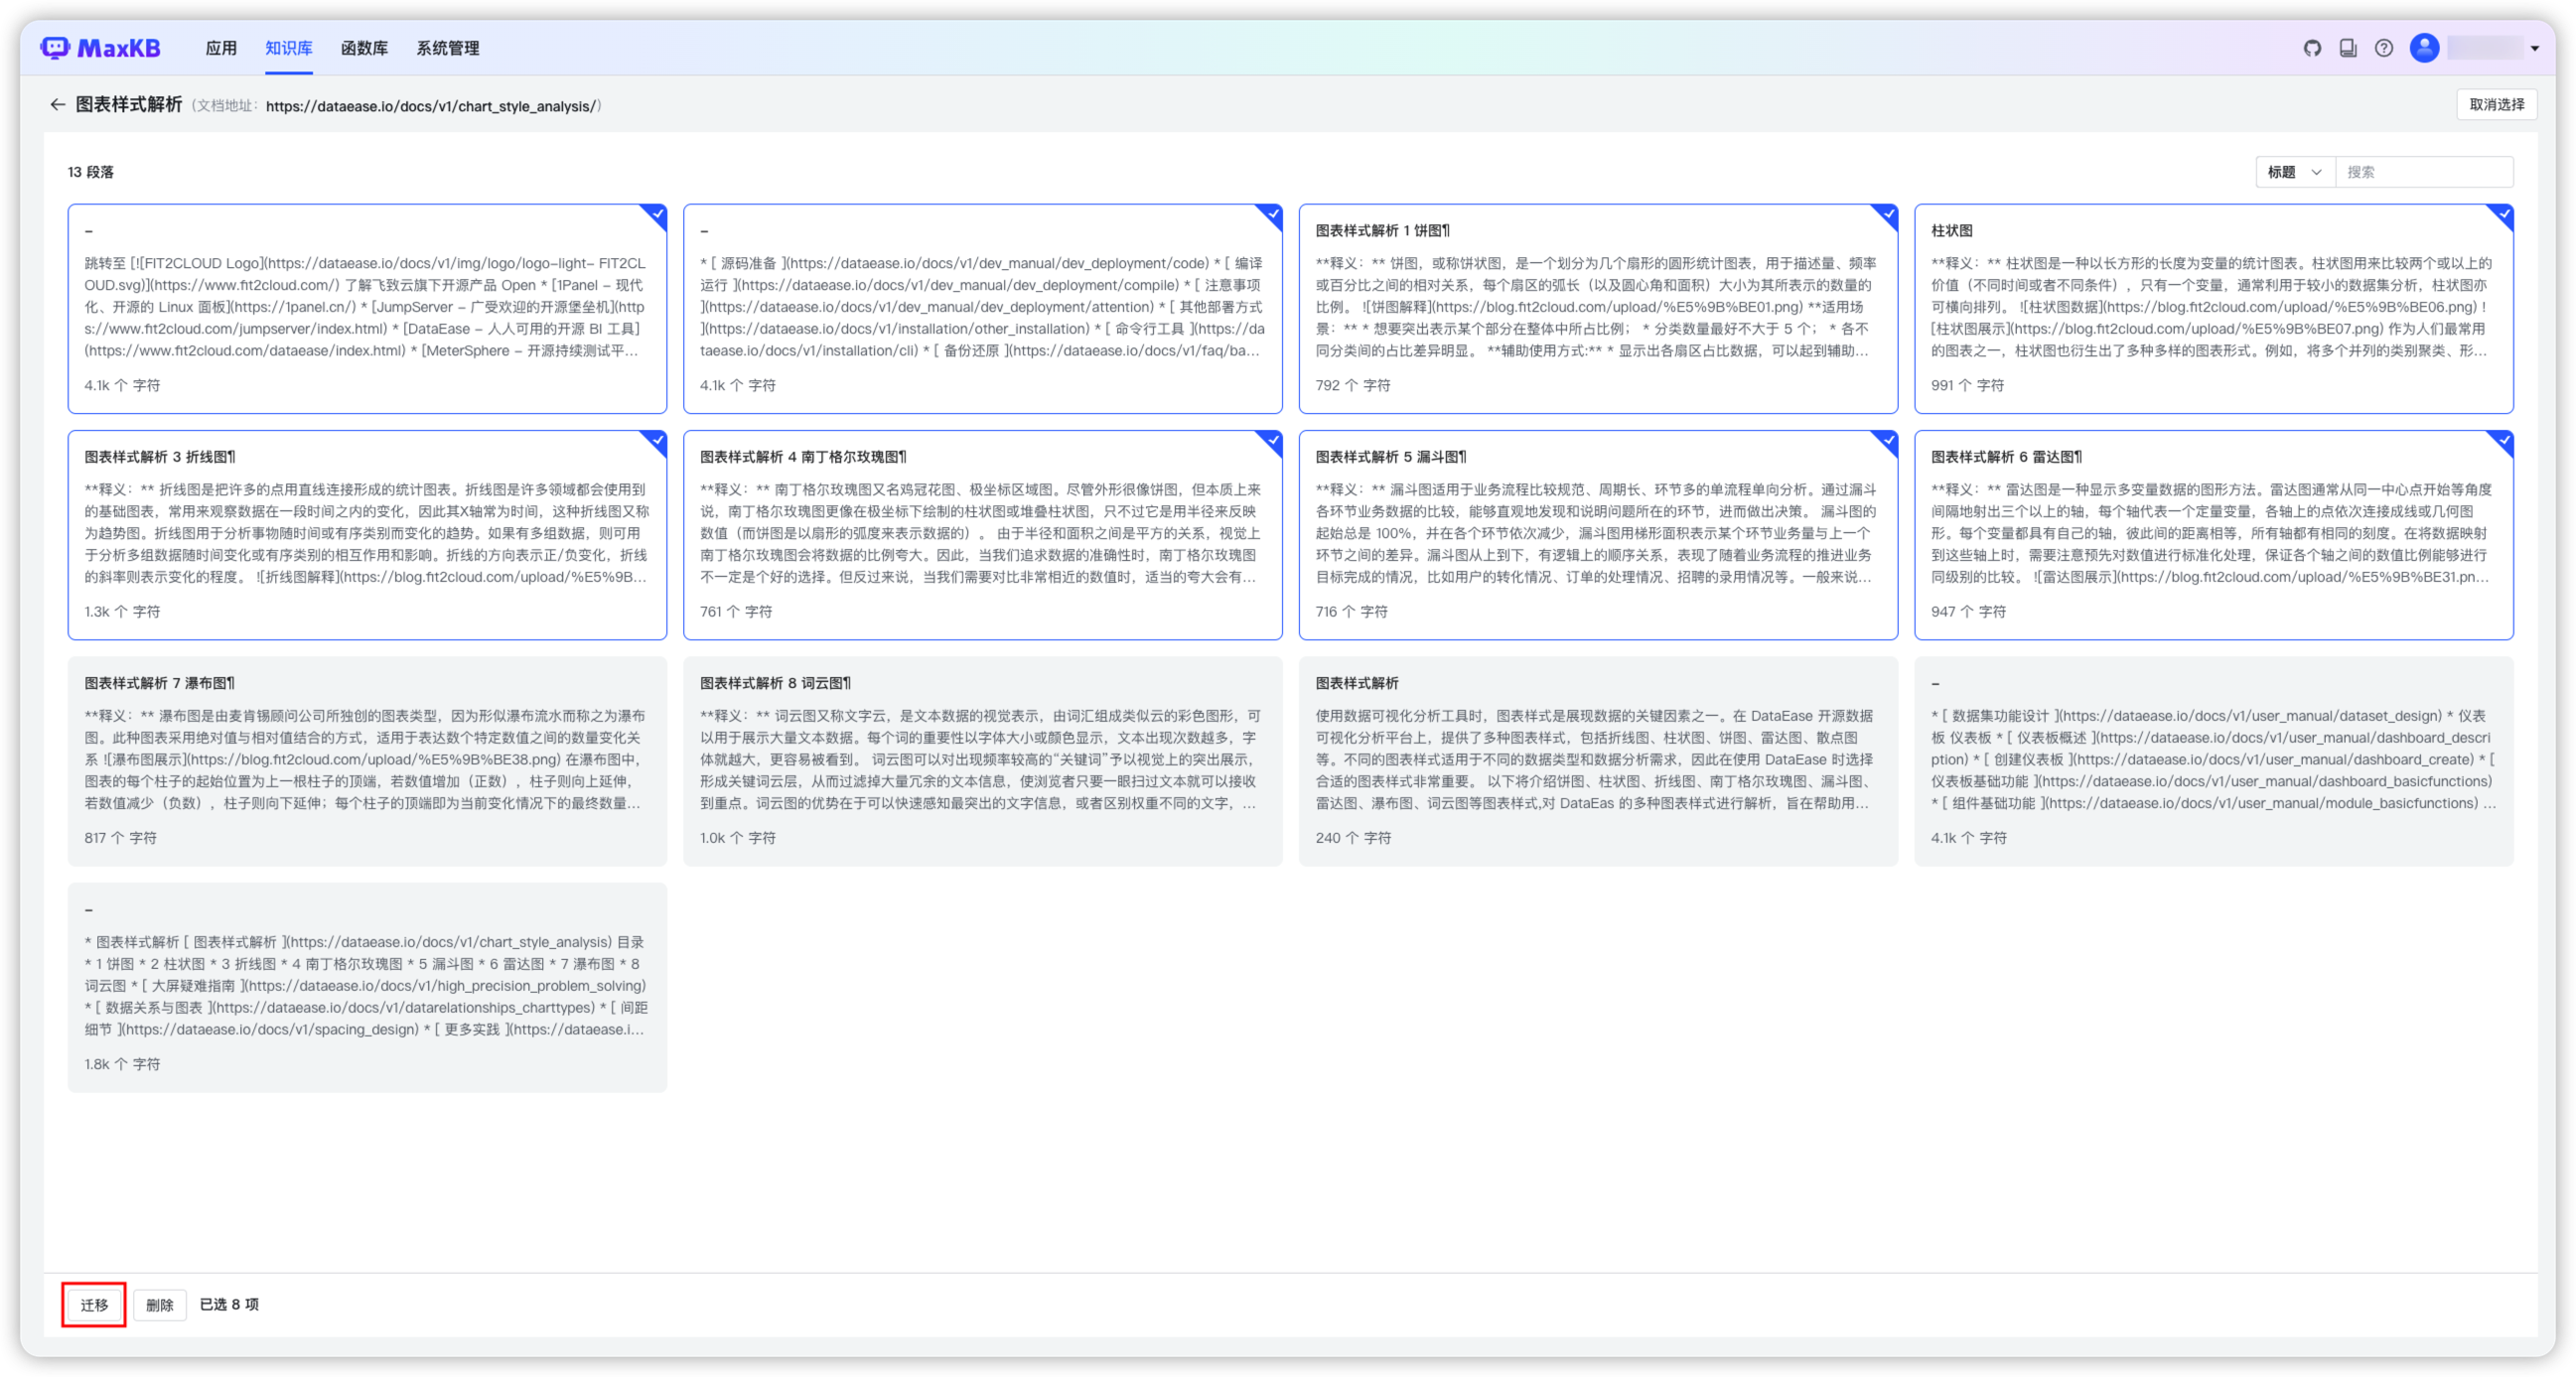 MaxKB
应用 知识库 函数库 系统管理
图表样式解析 (文档地址: https://dataease.io/docs/v1/chart_style_analysis/)
取消选择
13 段落
标题 搜索
-
跳转至 [![FIT2CLOUD Logo](https://dataease.io/docs/v1/img/logo/logo-light- FIT2CL
OUD.svg)](https://www.fit2cloud.com/) 了解飞致云旗下开源产品 Open * [1Panel - 现代
化、开源的 Linux 面板](https://1panel.cn/) * [JumpServer - 广受欢迎的开源堡垒机](http
s://www.fit2cloud.com/jumpserver/index.html) * [DataEase - 人人可用的开源 BI 工具]
(https://www.fit2cloud.com/dataease/index.html) * [MeterSphere - 开源持续测试平...
4.1k 个 字符
-
* [ 源码准备 ](https://dataease.io/docs/v1/dev_manual/dev_deployment/code) * [ 编译
运行 ](https://dataease.io/docs/v1/dev_manual/dev_deployment/compile) * [ 注意事项
](https://dataease.io/docs/v1/dev_manual/dev_deployment/attention) * [ 其他部署方式
](https://dataease.io/docs/v1/installation/other_installation) * [ 命令行工具 ](https://da
taease.io/docs/v1/installation/cli) * [ 备份还原 ](https://dataease.io/docs/v1/faq/ba...
4.1k 个 字符
图表样式解析 1 饼图¶
**释义：** 饼图，或称饼状图，是一个划分为几个扇形的圆形统计图表，用于描述量、频率
或百分比之间的相对关系，每个扇区的弧长（以及圆心角和面积）大小为其所表示的数量的
比例。 ![饼图解释](https://blog.fit2cloud.com/upload/%E5%9B%BE01.png) **适用场
景：** * 想要突出表示某个部分在整体中所占比例； * 分类数量最好不大于 5 个； * 各不
同分类间的占比差异明显。 **辅助使用方式:** * 显示出各扇区占比数据，可以起到辅助...
792 个 字符
柱状图
**释义：** 柱状图是一种以长方形的长度为变量的统计图表。柱状图用来比较两个或以上的
价值（不同时间或者不同条件），只有一个变量，通常利用于较小的数据集分析，柱状图亦
可横向排列。 ![柱状图数据](https://blog.fit2cloud.com/upload/%E5%9B%BE06.png) !
[柱状图展示](https://blog.fit2cloud.com/upload/%E5%9B%BE07.png) 作为人们最常用
的图表之一，柱状图也衍生出了多种多样的图表形式。例如，将多个并列的类别聚类、形...
991 个 字符
图表样式解析 3 折线图¶
**释义：** 折线图是把许多的点用直线连接形成的统计图表。折线图是许多领域都会使用到
的基础图表，常用来观察数据在一段时间之内的变化，因此其X轴常为时间，这种折线图又称
为趋势图。折线图用于分析事物随时间或有序类别而变化的趋势。如果有多组数据，则可用
于分析多组数据随时间变化或有序类别的相互作用和影响。折线的方向表示正/负变化，折线
的斜率则表示变化的程度。 ![折线图解释](https://blog.fit2cloud.com/upload/%E5%9B...
1.3k 个 字符
图表样式解析 4 南丁格尔玫瑰图¶
**释义：** 南丁格尔玫瑰图又名鸡冠花图、极坐标区域图。尽管外形很像饼图，但本质上来
说，南丁格尔玫瑰图更像在极坐标下绘制的柱状图或堆叠柱状图，只不过它是用半径来反映
数值（而饼图是以扇形的弧度来表示数据的）。 由于半径和面积之间是平方的关系，视觉上
南丁格尔玫瑰图会将数据的比例夸大。因此，当我们追求数据的准确性时，南丁格尔玫瑰图
不一定是个好的选择。但反过来说，当我们需要对比非常相近的数值时，适当的夸大会有...
761 个 字符
图表样式解析 5 漏斗图¶
**释义：** 漏斗图适用于业务流程比较规范、周期长、环节多的单流程单向分析。通过漏斗
各环节业务数据的比较，能够直观地发现和说明问题所在的环节，进而做出决策。 漏斗图的
起始总是 100%，并在各个环节依次减少，漏斗图用梯形面积表示某个环节业务量与上一个
环节之间的差异。漏斗图从上到下，有逻辑上的顺序关系，表现了随着业务流程的推进业务
目标完成的情况，比如用户的转化情况、订单的处理情况、招聘的录用情况等。一般来说...
716 个 字符
图表样式解析 6 雷达图¶
**释义：** 雷达图是一种显示多变量数据的图形方法。雷达图通常从同一中心点开始等角度
间隔地射出三个以上的轴，每个轴代表一个定量变量，各轴上的点依次连接成线或几何图
形。每个变量都具有自己的轴，彼此间的距离相等，所有轴都有相同的刻度。在将数据映射
到这些轴上时，需要注意预先对数值进行标准化处理，保证各个轴之间的数值比例能够进行
同级别的比较。 ![雷达图展示](https://blog.fit2cloud.com/upload/%E5%9B%BE31.pn...
947 个 字符
图表样式解析 7 瀑布图¶
**释义：** 瀑布图是由麦肯锡顾问公司所独创的图表类型，因为形似瀑布流水而称之为瀑布
图。此种图表采用绝对值与相对值结合的方式，适用于表达数个特定数值之间的数量变化关
系 ![瀑布图展示](https://blog.fit2cloud.com/upload/%E5%9B%BE38.png) 在瀑布图中，
图表的每个柱子的起始位置为上一根柱子的顶端，若数值增加（正数），柱子则向上延伸，
若数值减少（负数），柱子则向下延伸；每个柱子的顶端即为当前变化情况下的最终数量...
817 个 字符
图表样式解析 8 词云图¶
**释义：** 词云图又称文字云，是文本数据的视觉表示，由词汇组成类似云的彩色图形，可
以用于展示大量文本数据。每个词的重要性以字体大小或颜色显示，文本出现次数越多，字
体就越大，更容易被看到。 词云图可以对出现频率较高的“关键词”予以视觉上的突出展示，
形成关键词云层，从而过滤掉大量冗余的文本信息，使浏览者只要一眼扫过文本就可以接收
到重点。词云图的优势在于可以快速感知最突出的文字信息，或者区别权重不同的文字，...
1.0k 个 字符
图表样式解析
使用数据可视化分析工具时，图表样式是展现数据的关键因素之一。在 DataEase 开源数据
可视化分析平台上，提供了多种图表样式，包括折线图、柱状图、饼图、雷达图、散点图
等。不同的图表样式适用于不同的数据类型和数据分析需求，因此在使用 DataEase 时选择
合适的图表样式非常重要。 以下将介绍饼图、柱状图、折线图、南丁格尔玫瑰图、漏斗图、
雷达图、瀑布图、词云图等图表样式,对 DataEas 的多种图表样式进行解析，旨在帮助用...
240 个 字符
-
* [ 数据集功能设计 ](https://dataease.io/docs/v1/user_manual/dataset_design) * 仪表
板 仪表板 * [ 仪表板概述 ](https://dataease.io/docs/v1/user_manual/dashboard_descri
ption) * [ 创建仪表板 ](https://dataease.io/docs/v1/user_manual/dashboard_create) * [
仪表板基础功能 ](https://dataease.io/docs/v1/user_manual/dashboard_basicfunctions)
* [ 组件基础功能 ](https://dataease.io/docs/v1/user_manual/module_basicfunctions) ...
4.1k 个 字符
-
* 图表样式解析 [ 图表样式解析 ](https://dataease.io/docs/v1/chart_style_analysis) 目录
* 1 饼图 * 2 柱状图 * 3 折线图 * 4 南丁格尔玫瑰图 * 5 漏斗图 * 6 雷达图 * 7 瀑布图 * 8
词云图 * [ 大屏疑难指南 ](https://dataease.io/docs/v1/high_precision_problem_solving)
* [ 数据关系与图表 ](https://dataease.io/docs/v1/datarelationships_charttypes) * [ 间距
细节 ](https://dataease.io/docs/v1/spacing_design) * [ 更多实践 ](https://dataease.i...
1.8k 个 字符
迁移 删除 已选 8 项